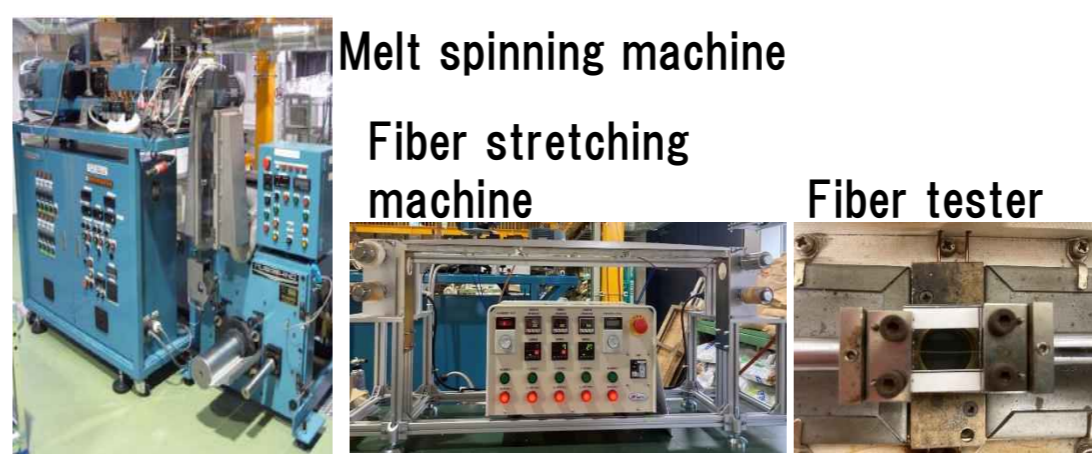 Melt spinning machine
Fiber stretching
machine
Fiber tester